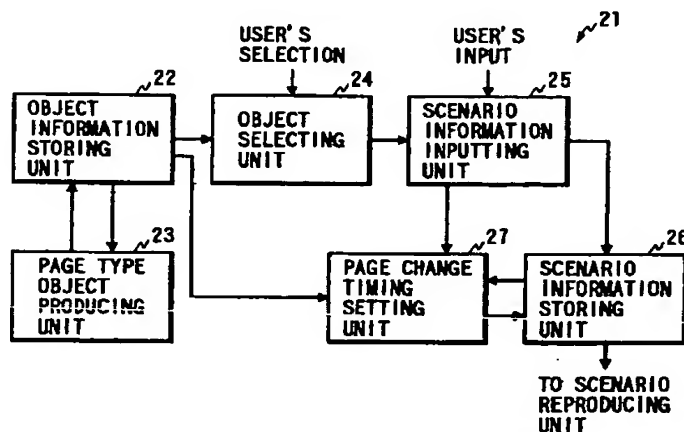 USER'S
SELECTION
USER'S
INPUT
21
22
OBJECT
INFORMATION
STORING
UNIT
24
OBJECT
SELECTING
UNIT
25
SCENARIO
INFORMATION
INPUTTING
UNIT
23
PAGE TYPE
OBJECT
PRODUCING
UNIT
27
PAGE CHANGE
TIMING
SETTING
UNIT
26
SCENARIO
INFORMATION
STORING
UNIT
TO SCENARIO
REPRODUCING
UNIT